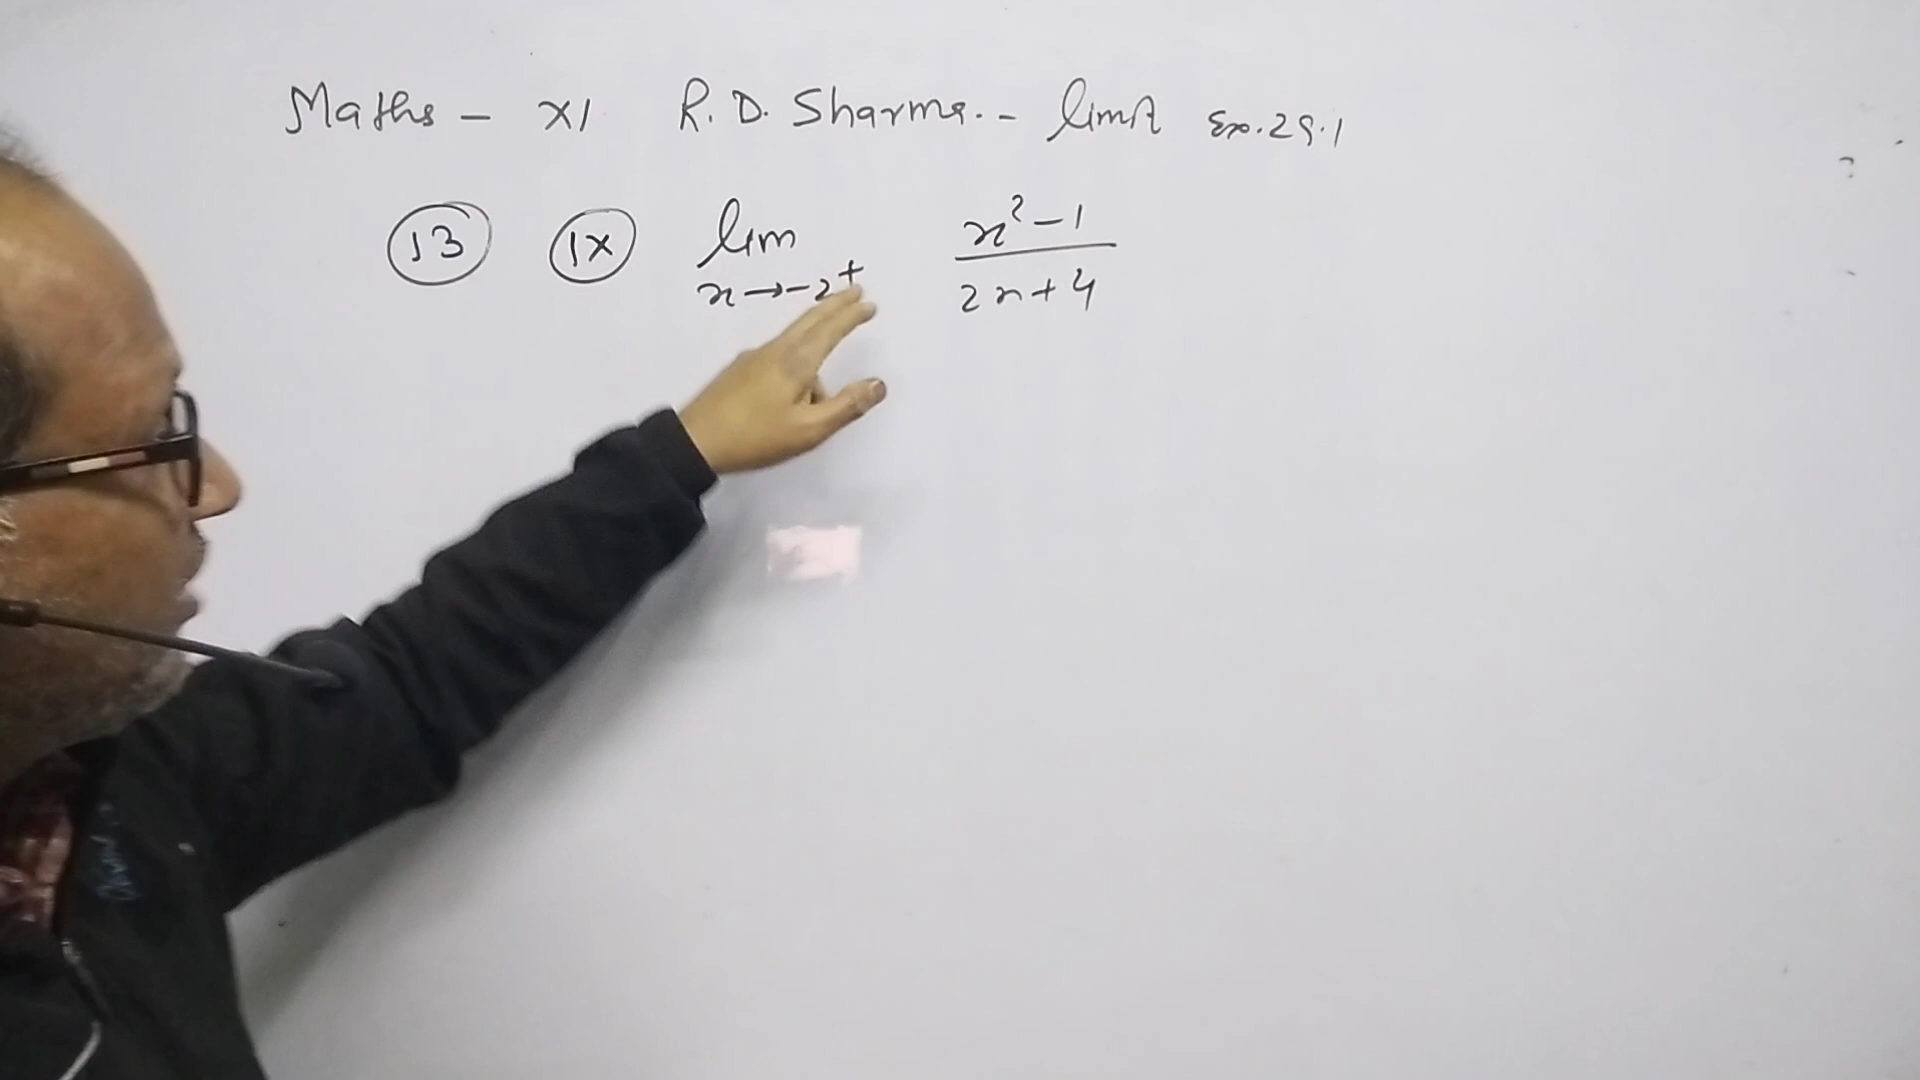 Maths - XI R.D. Sharma. - limit Ex. 29.1
13 ix lim x→-2⁺ x²-1 / 2x+4